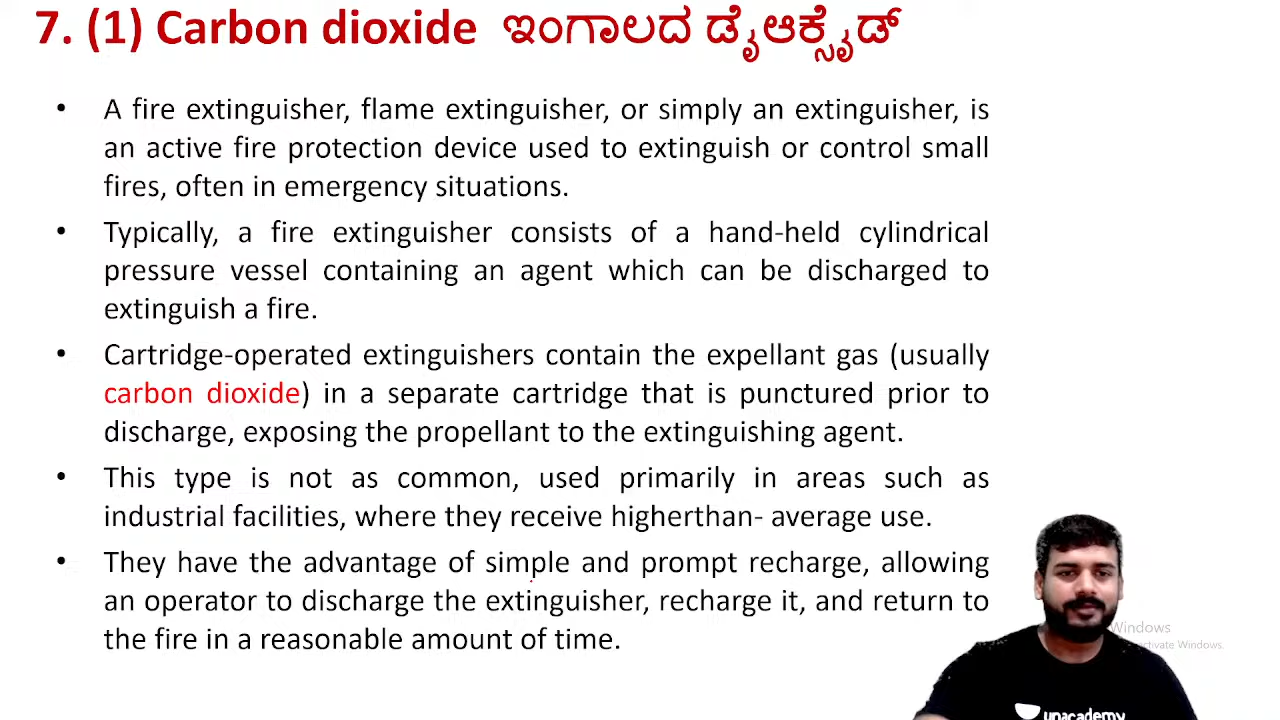 7. (1) Carbon dioxide ಇಂಗಾಲದ ಡೈಆಕ್ಸೈಡ್
• A fire extinguisher, flame extinguisher, or simply an extinguisher, is
an active fire protection device used to extinguish or control small
fires, often in emergency situations.
• Typically, a fire extinguisher consists of a hand-held cylindrical
pressure vessel containing an agent which can be discharged to
extinguish a fire.
• Cartridge-operated extinguishers contain the expellant gas (usually
carbon dioxide) in a separate cartridge that is punctured prior to
discharge, exposing the propellant to the extinguishing agent.
• This type is not as common, used primarily in areas such as
industrial facilities, where they receive higherthan- average use.
• They have the advantage of simple and prompt recharge, allowing
an operator to discharge the extinguisher, recharge it, and return to
the fire in a reasonable amount of time.
Windows
activate Windows.
unacademy